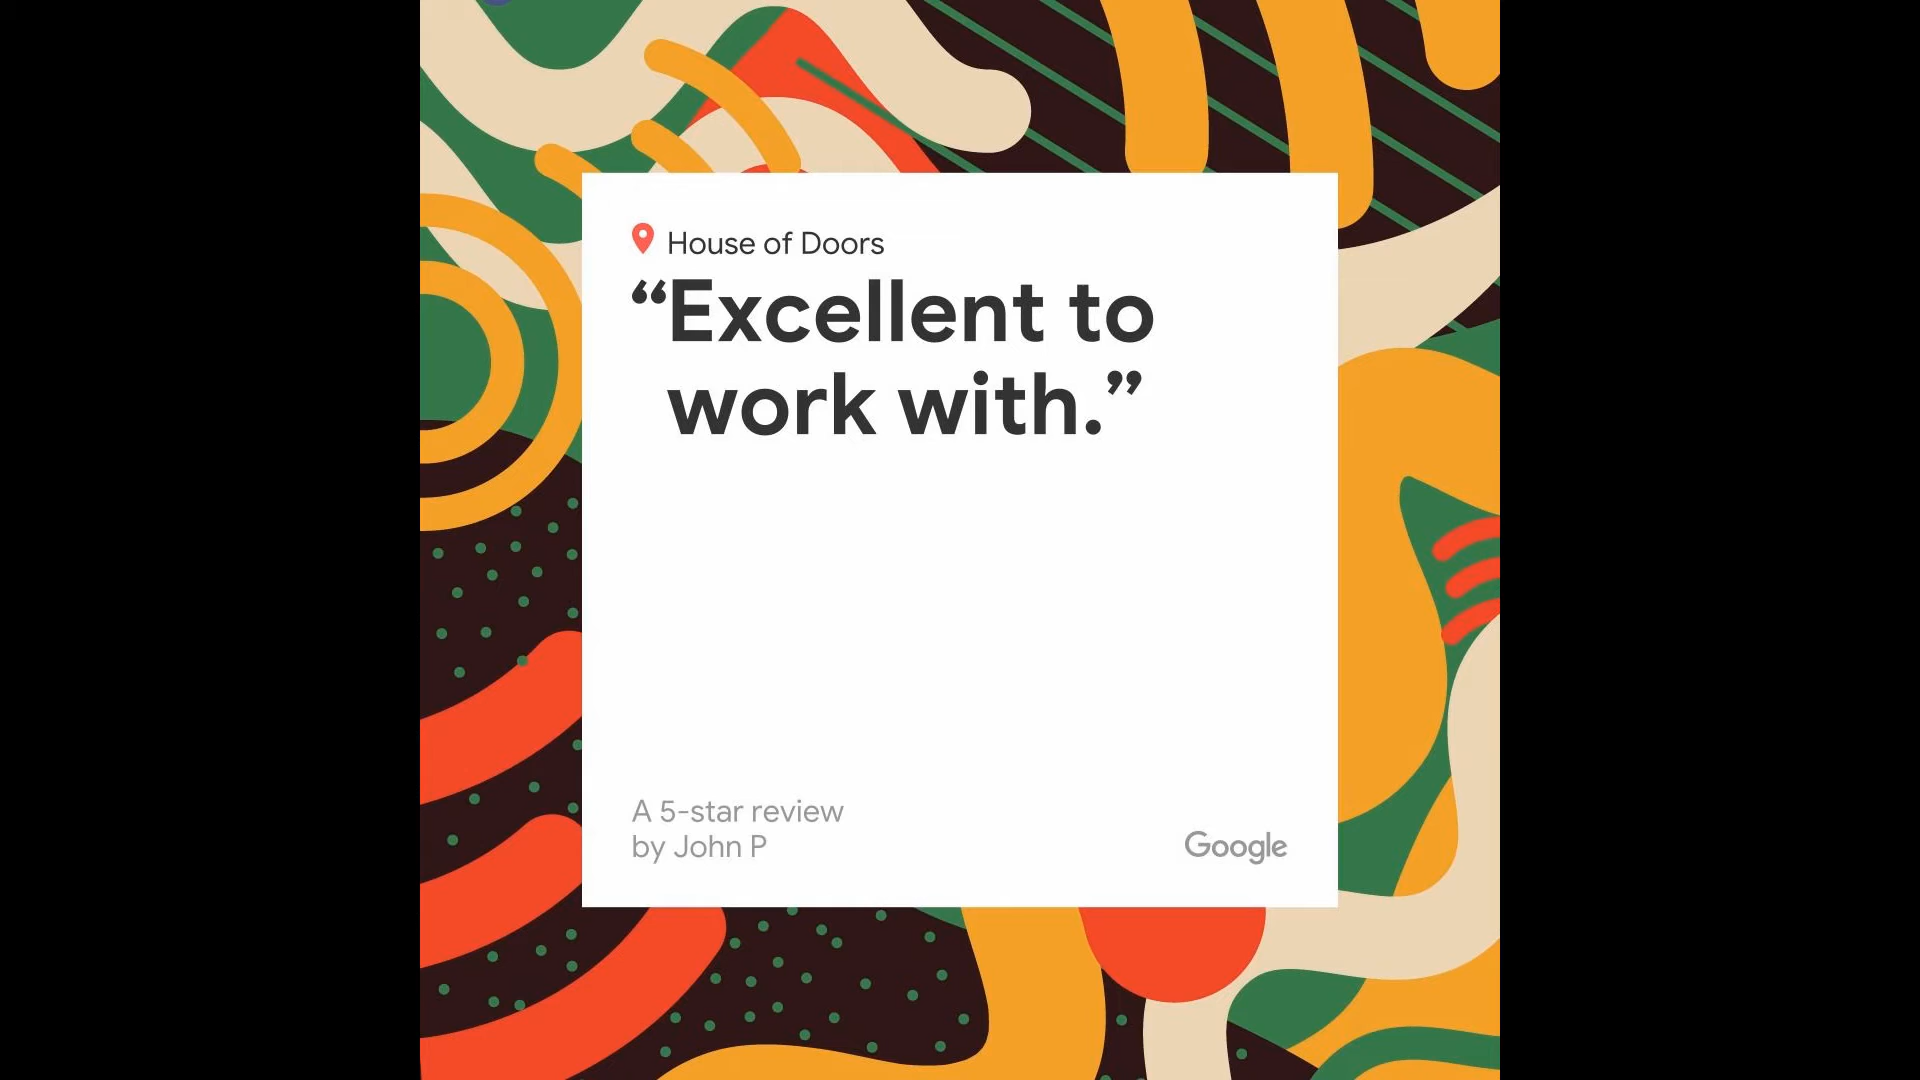 House of Doors
“Excellent to
work with.”
A 5-star review
by John P
Google